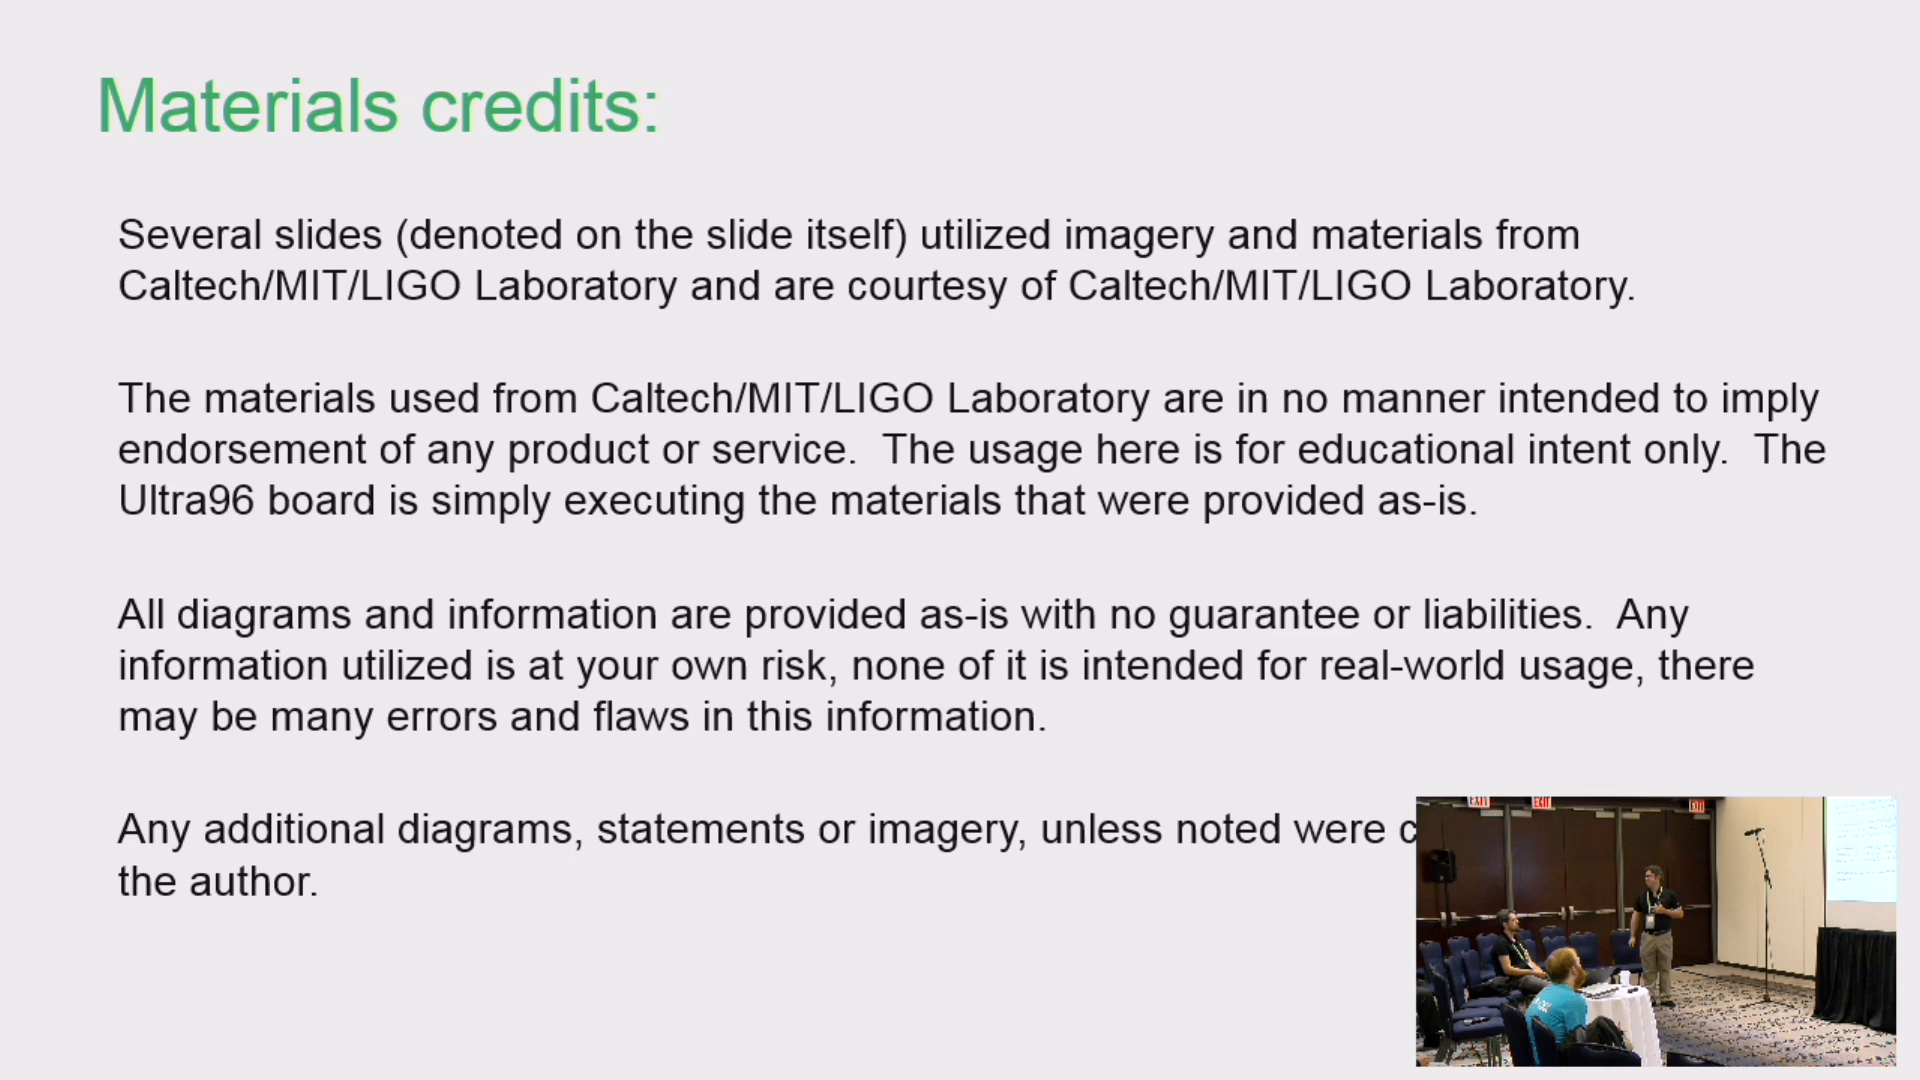 Materials credits:
Several slides (denoted on the slide itself) utilized imagery and materials from
Caltech/MIT/LIGO Laboratory and are courtesy of Caltech/MIT/LIGO Laboratory.
The materials used from Caltech/MIT/LIGO Laboratory are in no manner intended to imply
endorsement of any product or service.  The usage here is for educational intent only.  The
Ultra96 board is simply executing the materials that were provided as-is.
All diagrams and information are provided as-is with no guarantee or liabilities.  Any
information utilized is at your own risk, none of it is intended for real-world usage, there
may be many errors and flaws in this information.
Any additional diagrams, statements or imagery, unless noted were
the author.
EXIT
EXIT
EXIT